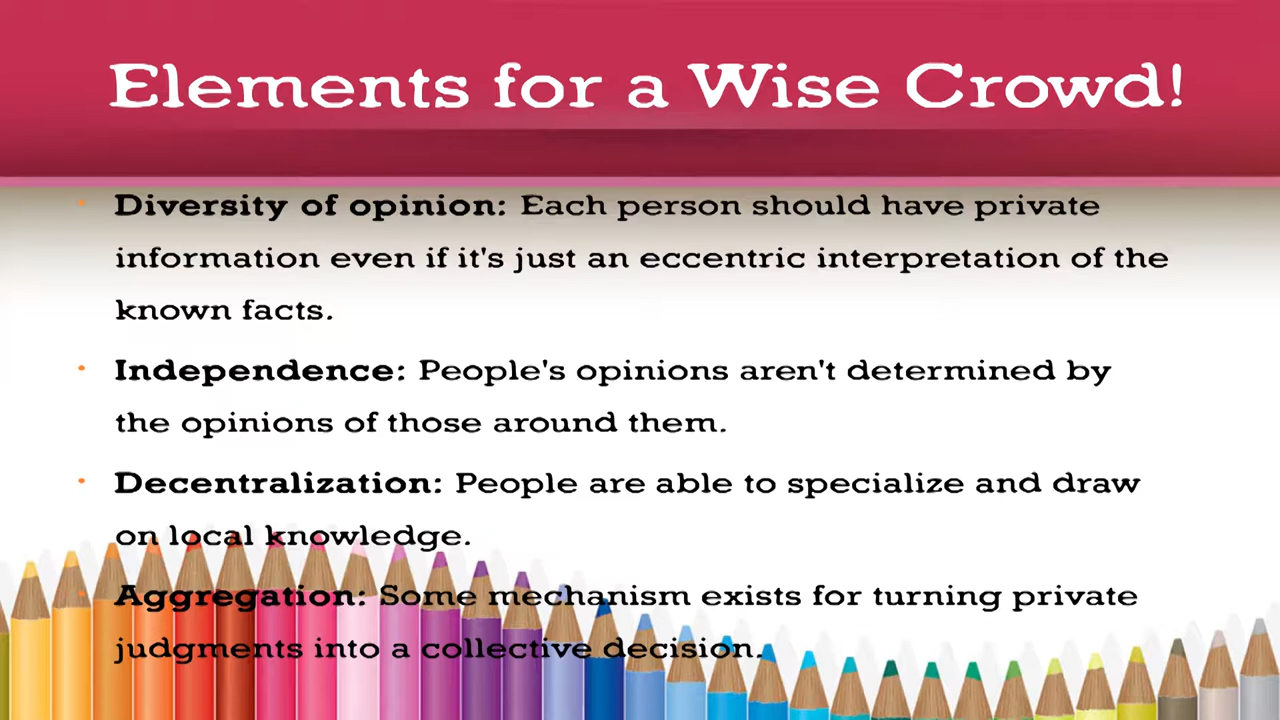 Elements for a Wise Crowd!
• Diversity of opinion: Each person should have private
information even if it's just an eccentric interpretation of the
known facts.
• Independence: People's opinions aren't determined by
the opinions of those around them.
• Decentralization: People are able to specialize and draw
on local knowledge.
• Aggregation: Some mechanism exists for turning private
judgments into a collective decision.